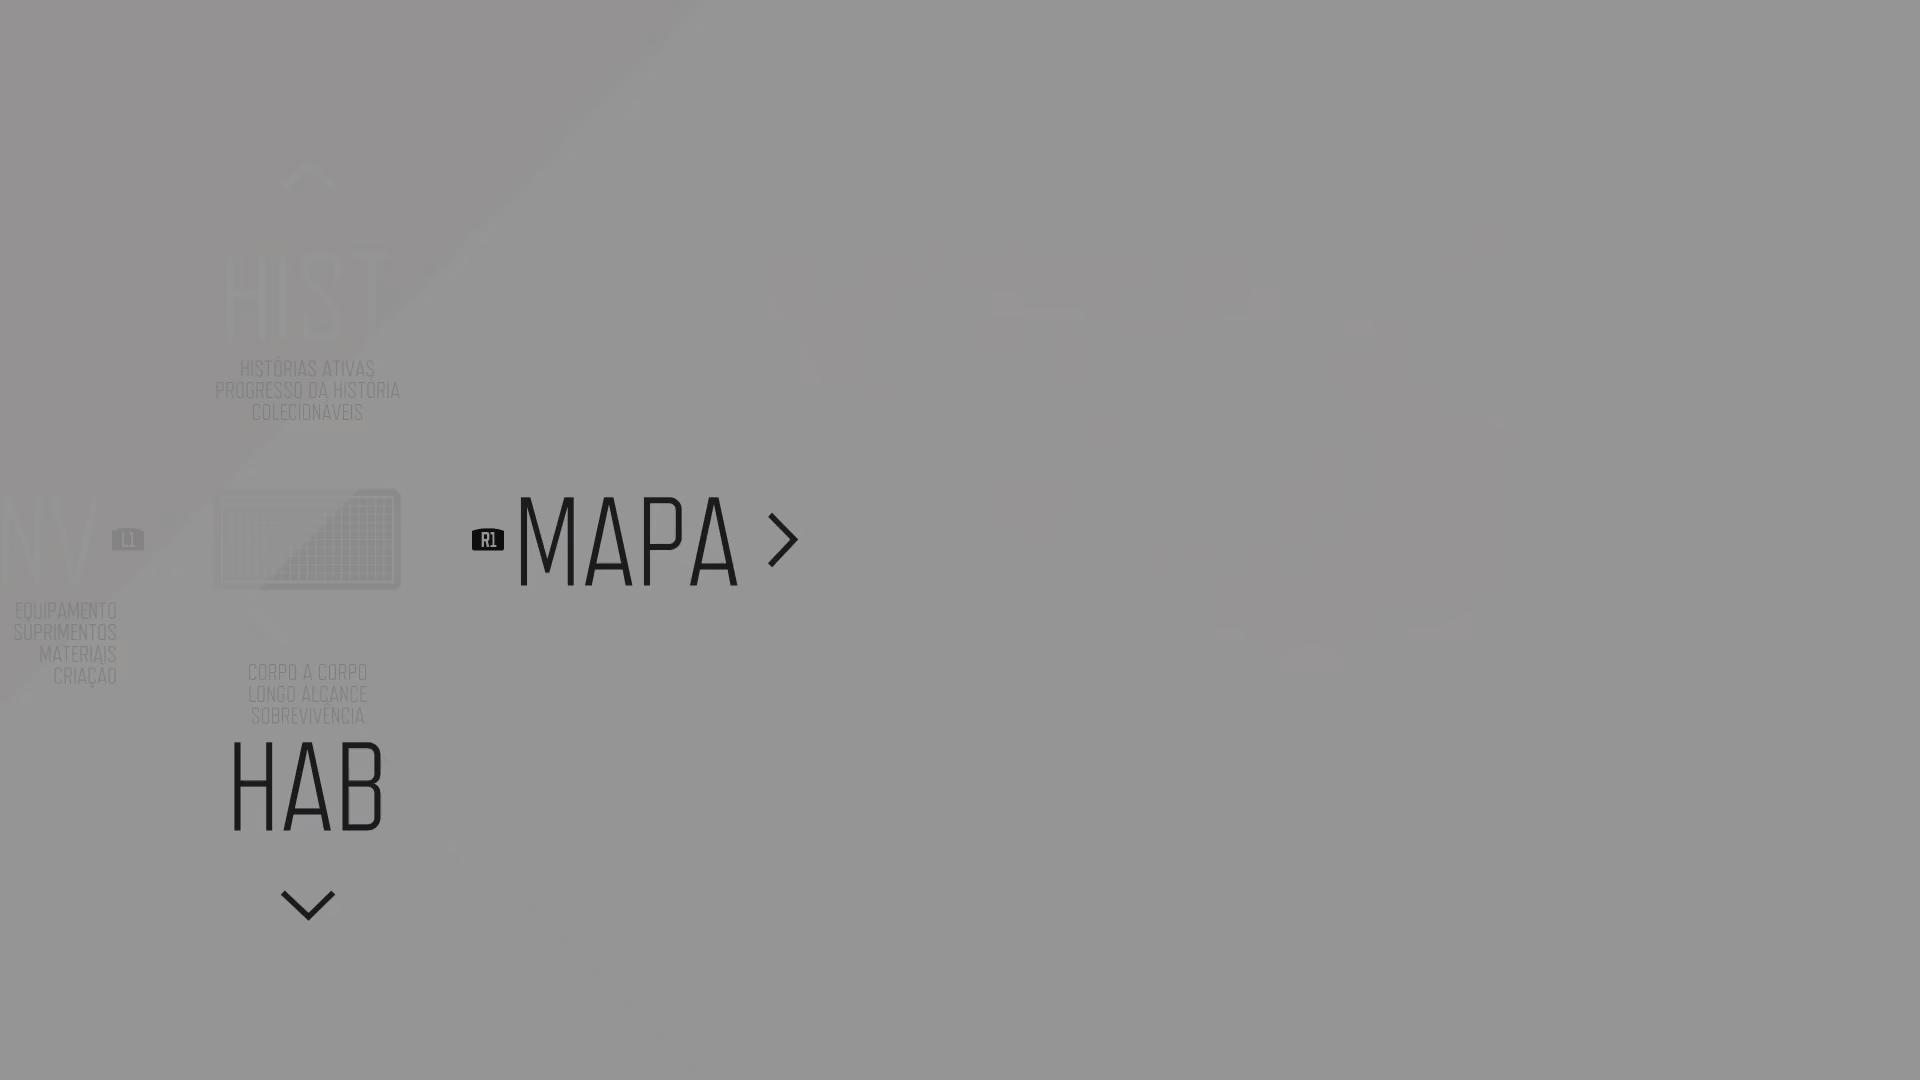 HIST
HISTÓRIAS ATIVAS
PROGRESSO DA HISTÓRIA
COLECIONÁVEIS
NV L1
R1 MAPA
EQUIPAMENTO
SUPRIMENTOS
MATERIAIS
CRIAÇÃO
CORPO A CORPO
LONGO ALCANCE
SOBREVIVÊNCIA
HAB